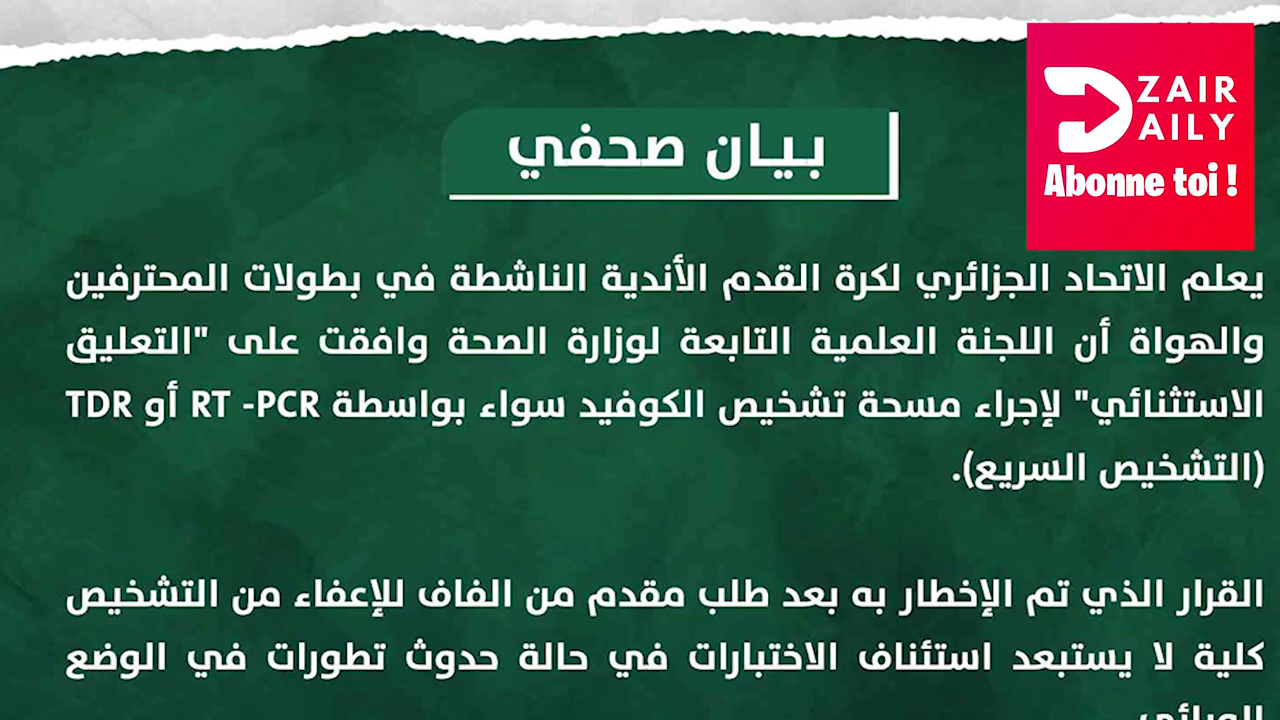 ZAIR
DAILY
Abonne toi !
بيان صحفي
يعلم الاتحاد الجزائري لكرة القدم الأندية الناشطة في بطولات المحترفين
والهواة أن اللجنة العلمية التابعة لوزارة الصحة وافقت على "التعليق
الاستثنائي" لإجراء مسحة تشخيص الكوفيد سواء بواسطة RT -PCR أو TDR
(التشخيص السريع).
القرار الذي تم الإخطار به بعد طلب مقدم من الفاف للإعفاء من التشخيص
كلية لا يستبعد استئناف الاختبارات في حالة حدوث تطورات في الوضع